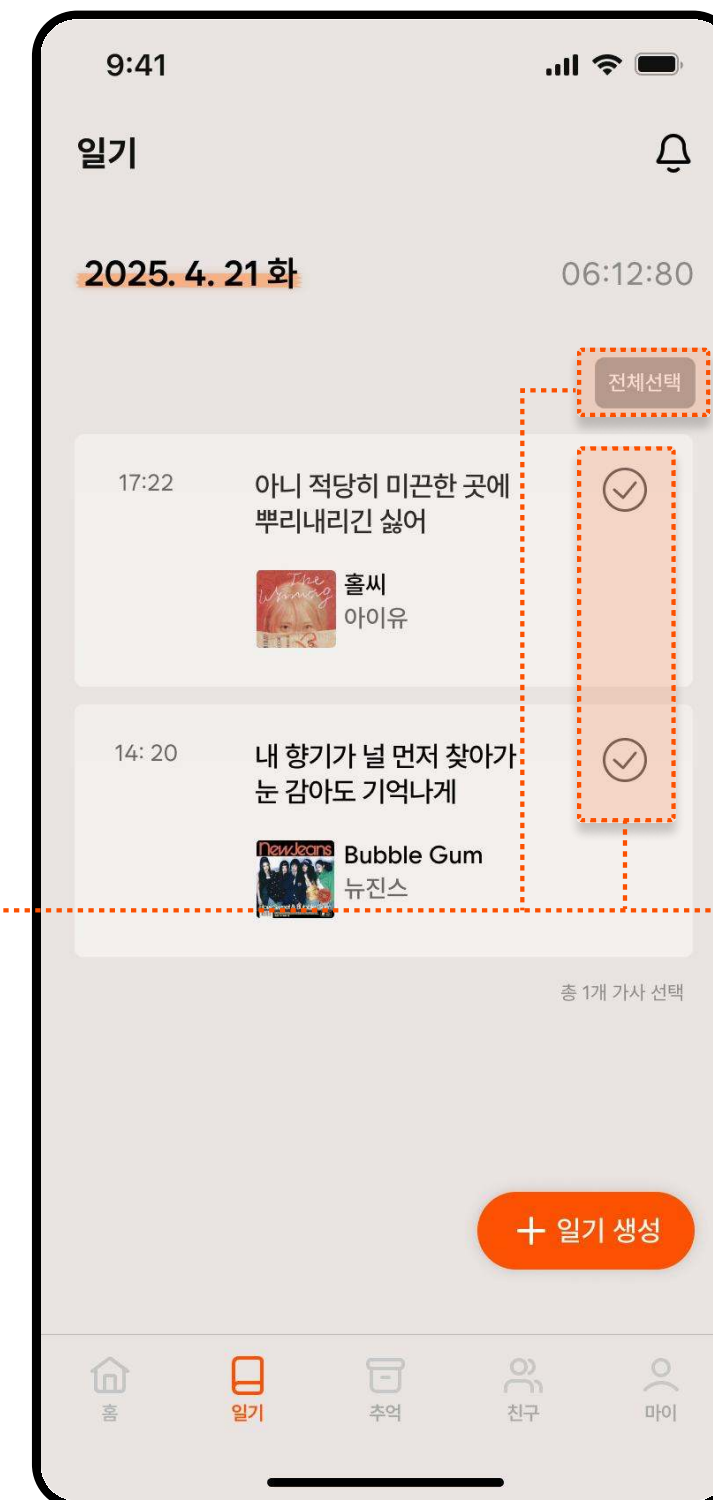 9:41
일기
2025. 4. 21 화
06:12:80
전체선택
17:22
아니 적당히 미끈한 곳에
뿌리내리긴 싫어
The
Winning
홀씨
아이유
14: 20
내 향기가 널 먼저 찾아가
눈 감아도 기억나게
NewJeans
Bubble Gum
뉴진스
총 1개 가사 선택
+ 일기 생성
홈
일기
추억
친구
마이